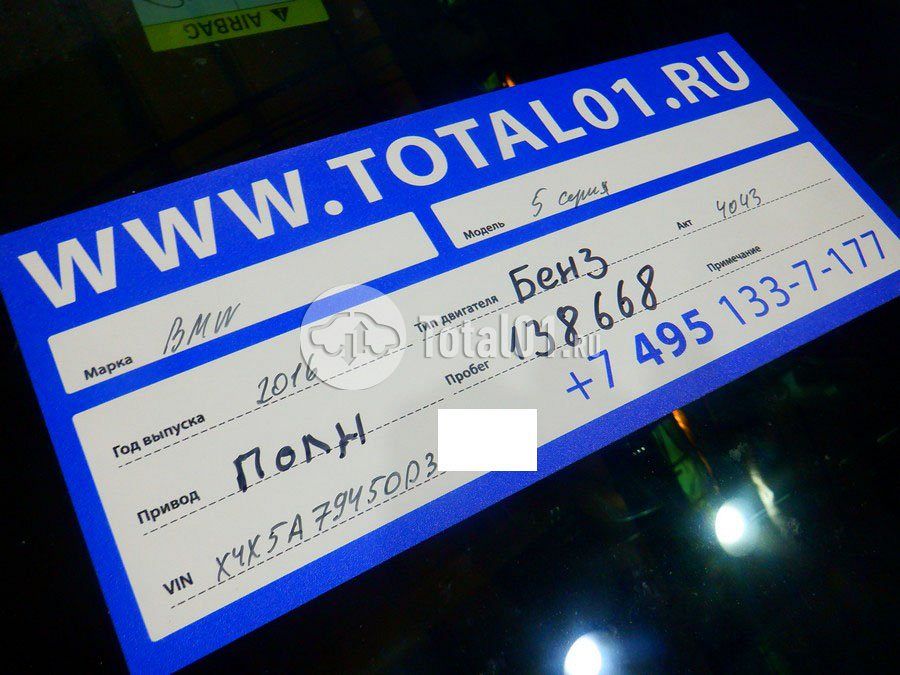 AIRBAG
WWW.TOTAL01.RU
Марка BMW Модель 5 серия
Год выпуска 2016 Тип двигателя Бенз Акт 4043
Привод Полн Пробег 138668 Примечание
VIN X4X5A79450D3 +7 495 133-7-177
Total01.ru